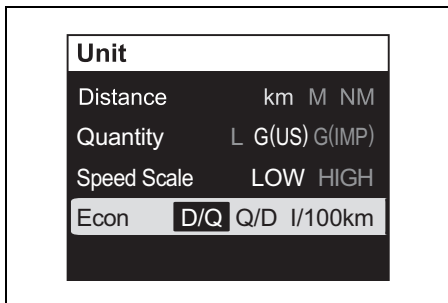 Unit
Distance km M NM
Quantity L G(US) G(IMP)
Speed Scale LOW HIGH
Econ D/Q Q/D l/100km